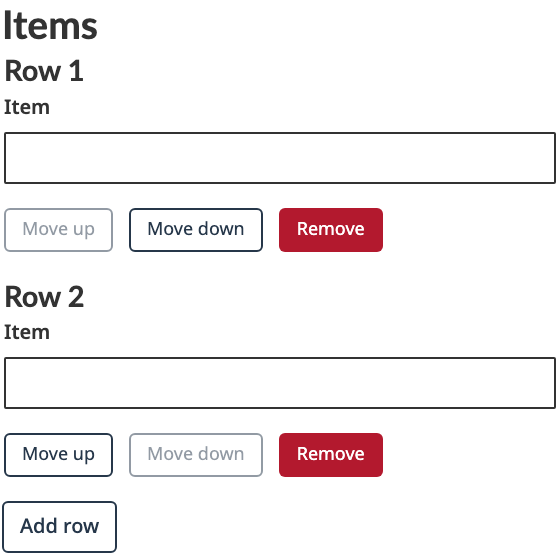 Items
Row 1
Item
Move up Move down Remove
Row 2
Item
Move up Move down Remove
Add row